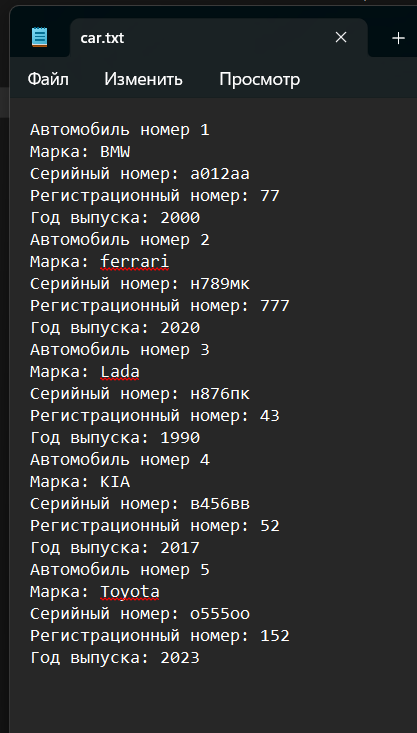 car.txt
Файл Изменить Просмотр
Автомобиль номер 1
Марка: BMW
Серийный номер: а012аа
Регистрационный номер: 77
Год выпуска: 2000
Автомобиль номер 2
Марка: ferrari
Серийный номер: н789мк
Регистрационный номер: 777
Год выпуска: 2020
Автомобиль номер 3
Марка: Lada
Серийный номер: н876пк
Регистрационный номер: 43
Год выпуска: 1990
Автомобиль номер 4
Марка: KIA
Серийный номер: в456вв
Регистрационный номер: 52
Год выпуска: 2017
Автомобиль номер 5
Марка: Toyota
Серийный номер: о555оо
Регистрационный номер: 152
Год выпуска: 2023